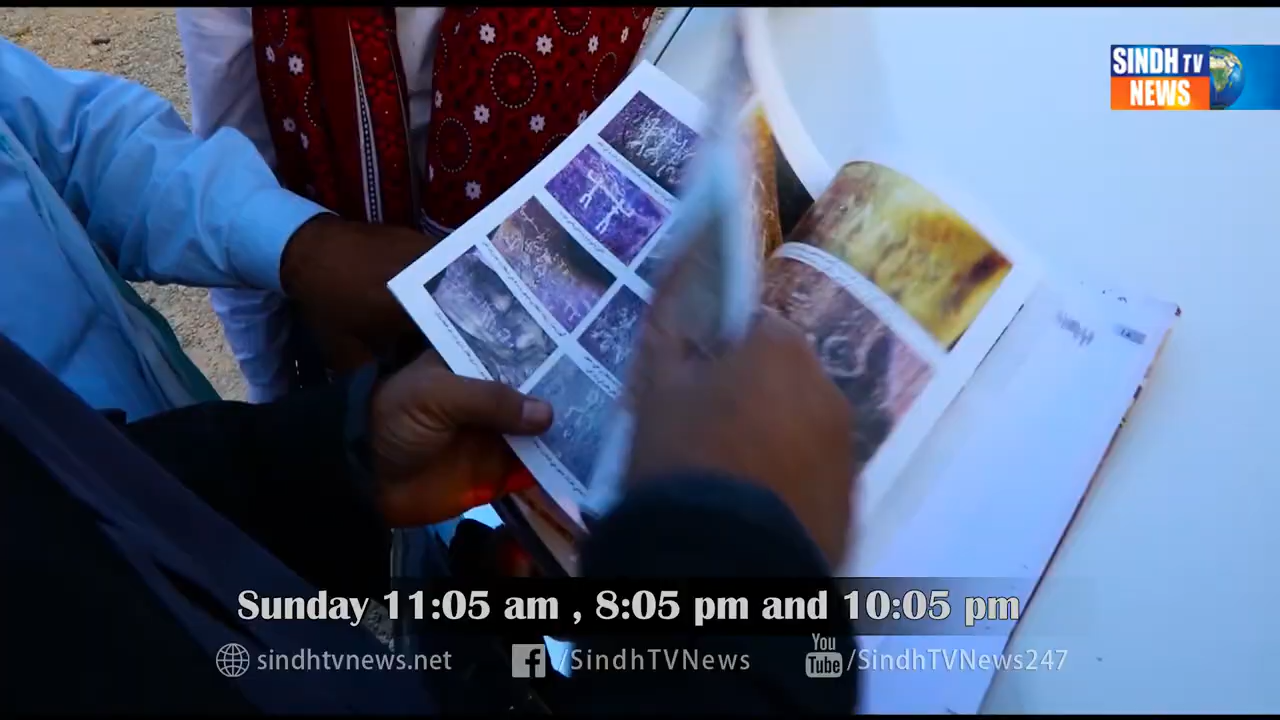 SINDH TV
NEWS
Sunday 11:05 am , 8:05 pm and 10:05 pm
sindhtvnews.net
/SindhTVNews
You
Tube /SindhTVNews247